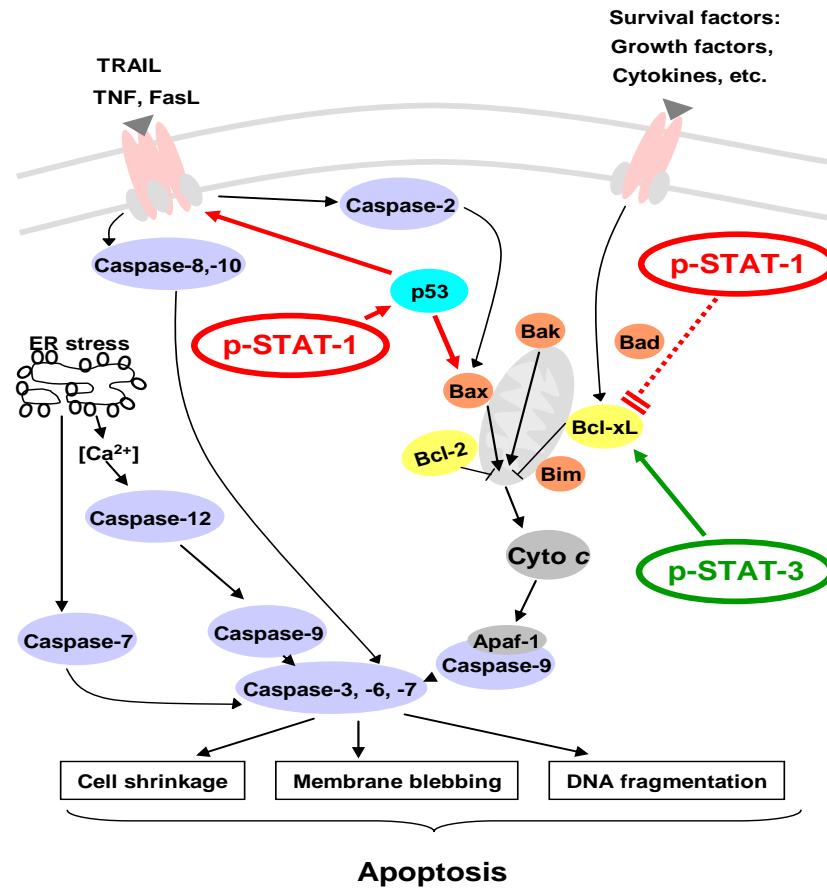 Survival factors:
Growth factors,
Cytokines, etc.
TRAIL
TNF, FasL
Caspase-2
Caspase-8,-10
p-STAT-1
p53
p-STAT-1
Bak
Bad
ER stress
Bax
Bcl-xL
Bcl-2
[Ca²⁺]
Bim
Caspase-12
Cyto c
p-STAT-3
Caspase-7
Caspase-9
Apaf-1
Caspase-9
Caspase-3, -6, -7
Cell shrinkage
Membrane blebbing
DNA fragmentation
Apoptosis